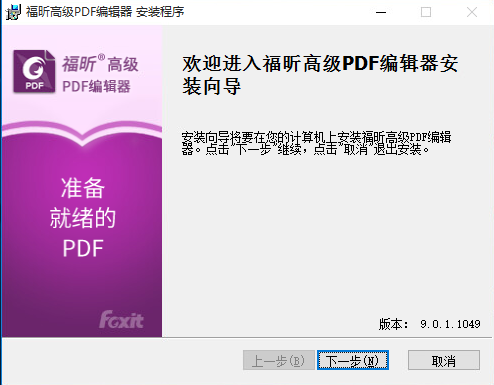 福昕高级PDF编辑器 安装程序
福昕®高级
PDF编辑器
PDF
准备
就绪的
PDF
Foxit
欢迎进入福昕高级PDF编辑器安
装向导
安装向导将要在您的计算机上安装福昕高级PDF编辑
器。点击"下一步"继续，点击"取消"退出安装。
版本： 9.0.1.1049
上一步(B)
下一步(N)
取消